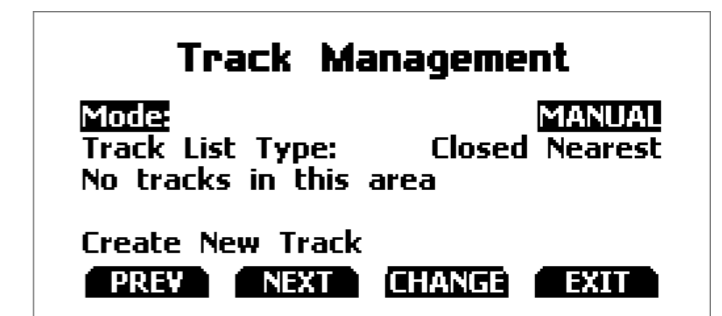 Track Management
Mode: MANUAL
Track List Type: Closed Nearest
No tracks in this area
Create New Track
PREV NEXT CHANGE EXIT